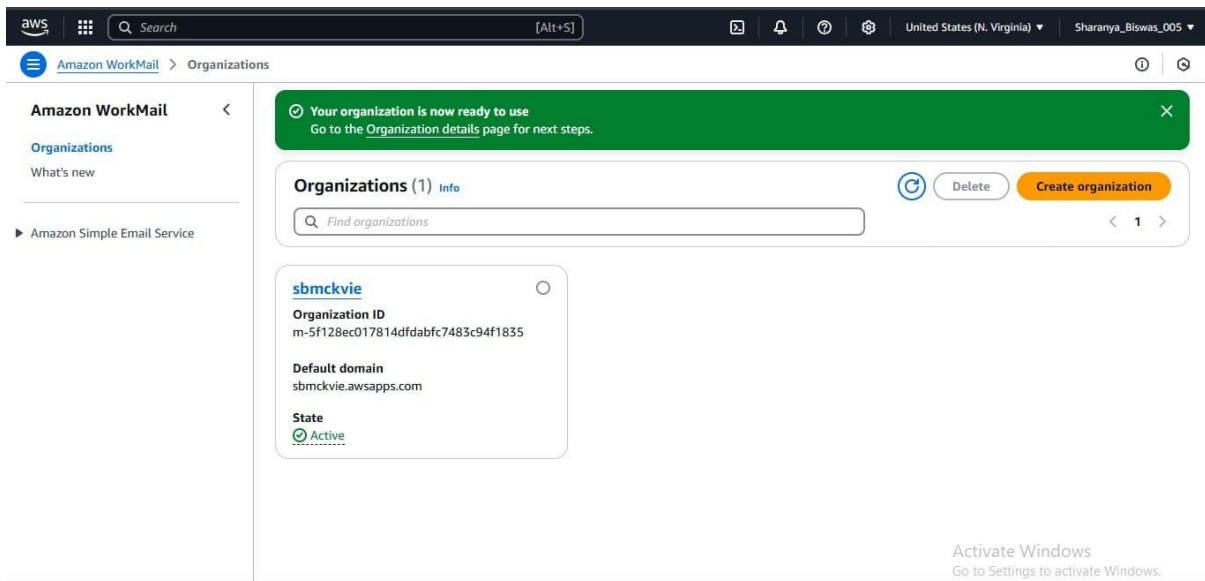 aws
Search [Alt+S]
United States (N. Virginia) ▼
Sharanya_Biswas_005 ▼
Amazon WorkMail > Organizations
Amazon WorkMail
Organizations
What's new
Amazon Simple Email Service
Your organization is now ready to use
Go to the Organization details page for next steps.
Organizations (1) Info
Delete
Create organization
Find organizations
1
sbmckvie
Organization ID
m-5f128ec017814dfdabfc7483c94f1835
Default domain
sbmckvie.awsapps.com
State
Active
Activate Windows
Go to Settings to activate Windows.